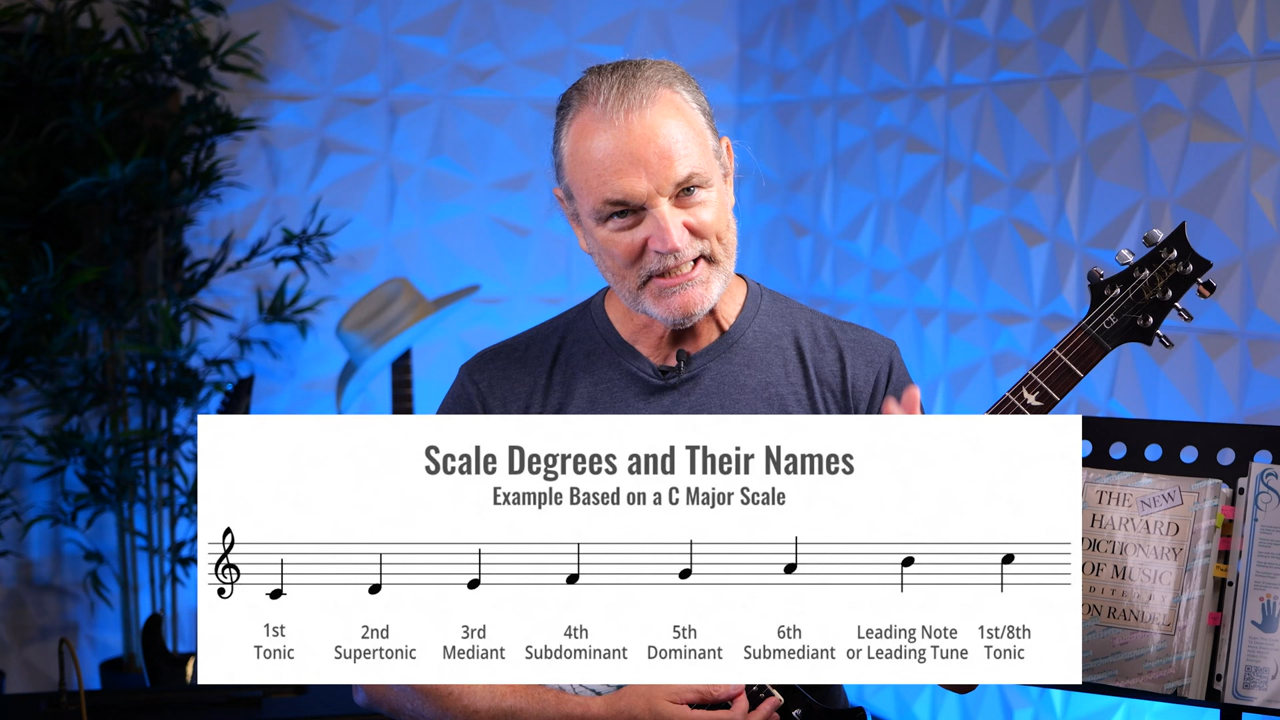 Scale Degrees and Their Names
Example Based on a C Major Scale
1st
Tonic
2nd
Supertonic
3rd
Mediant
4th
Subdominant
5th
Dominant
6th
Submediant
Leading Note
or Leading Tune
1st/8th
Tonic
CE
THE NEW
HARVARD
DICTIONARY
OF MUSIC
EDITED BY
ON RANDEL